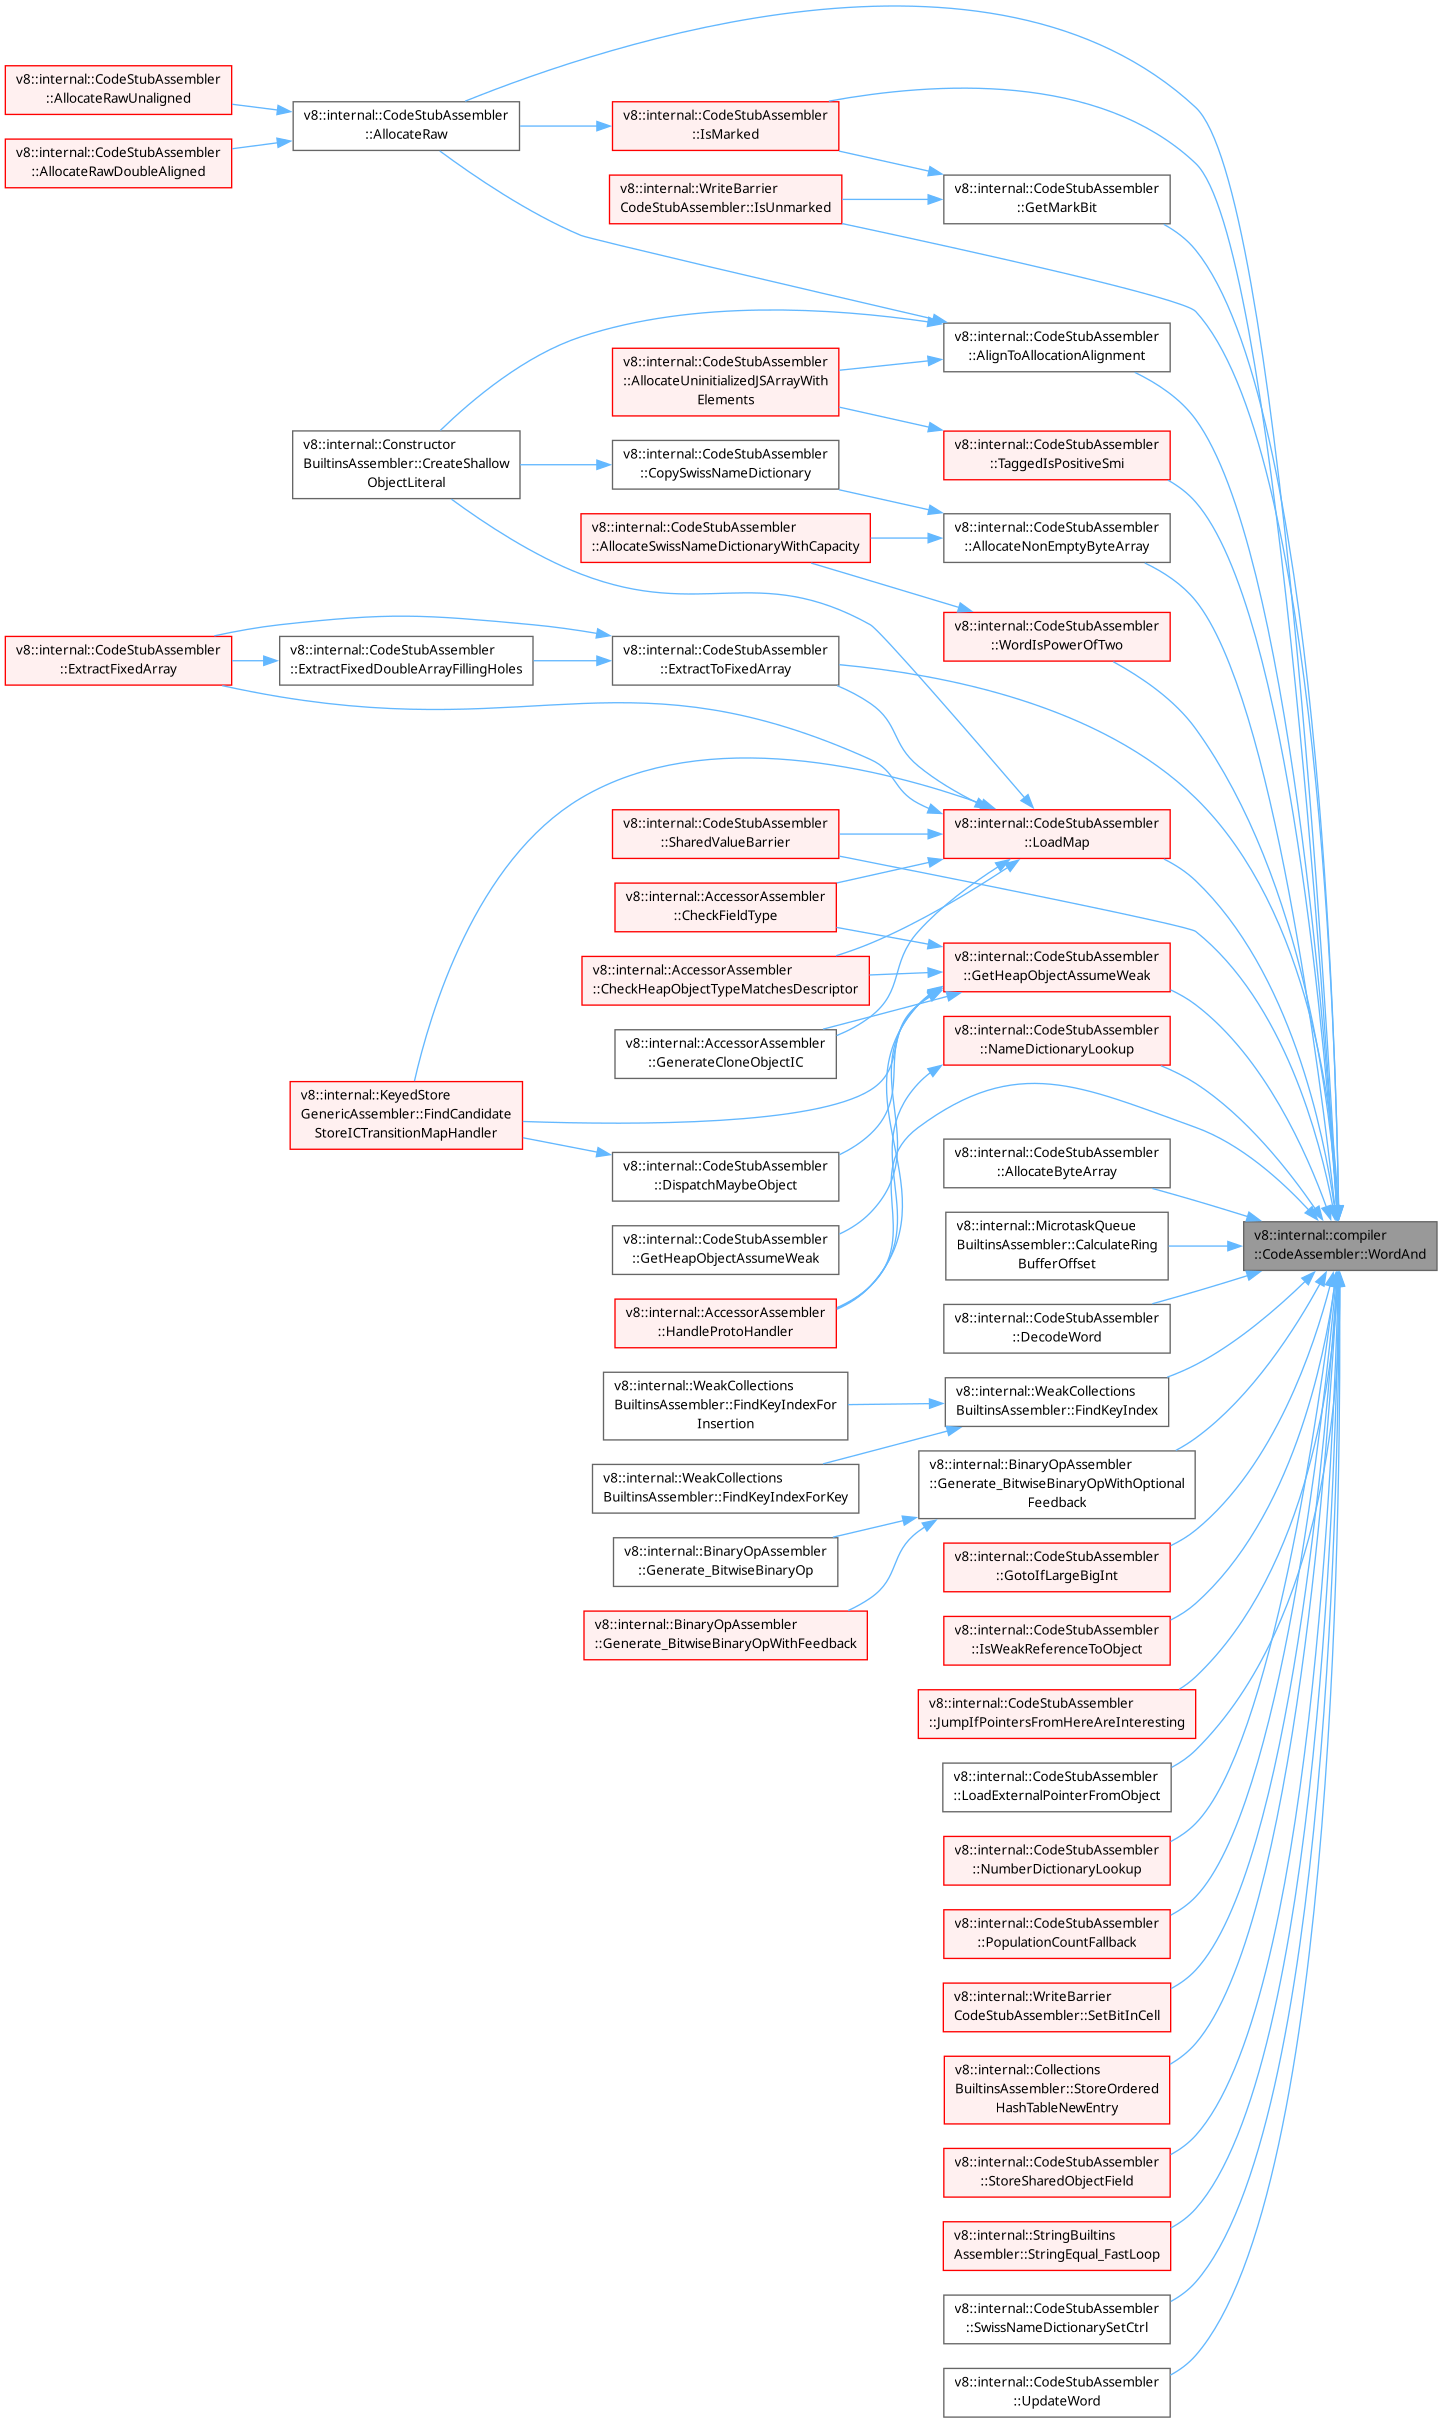 v8::internal::CodeStubAssembler
::AllocateRawUnaligned
v8::internal::CodeStubAssembler
::AllocateRawDoubleAligned
v8::internal::CodeStubAssembler
::ExtractFixedArray
v8::internal::CodeStubAssembler
::AllocateRaw
v8::internal::Constructor
BuiltinsAssembler::CreateShallow
ObjectLiteral
v8::internal::CodeStubAssembler
::ExtractFixedDoubleArrayFillingHoles
v8::internal::KeyedStore
GenericAssembler::FindCandidate
StoreICTransitionMapHandler
v8::internal::CodeStubAssembler
::IsMarked
v8::internal::WriteBarrier
CodeStubAssembler::IsUnmarked
v8::internal::CodeStubAssembler
::AllocateUninitializedJSArrayWith
Elements
v8::internal::CodeStubAssembler
::CopySwissNameDictionary
v8::internal::CodeStubAssembler
::AllocateSwissNameDictionaryWithCapacity
v8::internal::CodeStubAssembler
::ExtractToFixedArray
v8::internal::CodeStubAssembler
::SharedValueBarrier
v8::internal::AccessorAssembler
::CheckFieldType
v8::internal::AccessorAssembler
::CheckHeapObjectTypeMatchesDescriptor
v8::internal::AccessorAssembler
::GenerateCloneObjectIC
v8::internal::CodeStubAssembler
::DispatchMaybeObject
v8::internal::CodeStubAssembler
::GetHeapObjectAssumeWeak
v8::internal::AccessorAssembler
::HandleProtoHandler
v8::internal::WeakCollections
BuiltinsAssembler::FindKeyIndexFor
Insertion
v8::internal::WeakCollections
BuiltinsAssembler::FindKeyIndexForKey
v8::internal::BinaryOpAssembler
::Generate_BitwiseBinaryOp
v8::internal::BinaryOpAssembler
::Generate_BitwiseBinaryOpWithFeedback
v8::internal::CodeStubAssembler
::GetMarkBit
v8::internal::CodeStubAssembler
::AlignToAllocationAlignment
v8::internal::CodeStubAssembler
::TaggedIsPositiveSmi
v8::internal::CodeStubAssembler
::AllocateNonEmptyByteArray
v8::internal::CodeStubAssembler
::WordIsPowerOfTwo
v8::internal::CodeStubAssembler
::LoadMap
v8::internal::CodeStubAssembler
::GetHeapObjectAssumeWeak
v8::internal::CodeStubAssembler
::NameDictionaryLookup
v8::internal::CodeStubAssembler
::AllocateByteArray
v8::internal::MicrotaskQueue
BuiltinsAssembler::CalculateRing
BufferOffset
v8::internal::CodeStubAssembler
::DecodeWord
v8::internal::WeakCollections
BuiltinsAssembler::FindKeyIndex
v8::internal::BinaryOpAssembler
::Generate_BitwiseBinaryOpWithOptional
Feedback
v8::internal::CodeStubAssembler
::GotoIfLargeBigInt
v8::internal::CodeStubAssembler
::IsWeakReferenceToObject
v8::internal::CodeStubAssembler
::JumpIfPointersFromHereAreInteresting
v8::internal::CodeStubAssembler
::LoadExternalPointerFromObject
v8::internal::CodeStubAssembler
::NumberDictionaryLookup
v8::internal::CodeStubAssembler
::PopulationCountFallback
v8::internal::WriteBarrier
CodeStubAssembler::SetBitInCell
v8::internal::Collections
BuiltinsAssembler::StoreOrdered
HashTableNewEntry
v8::internal::CodeStubAssembler
::StoreSharedObjectField
v8::internal::StringBuiltins
Assembler::StringEqual_FastLoop
v8::internal::CodeStubAssembler
::SwissNameDictionarySetCtrl
v8::internal::CodeStubAssembler
::UpdateWord
v8::internal::compiler
::CodeAssembler::WordAnd